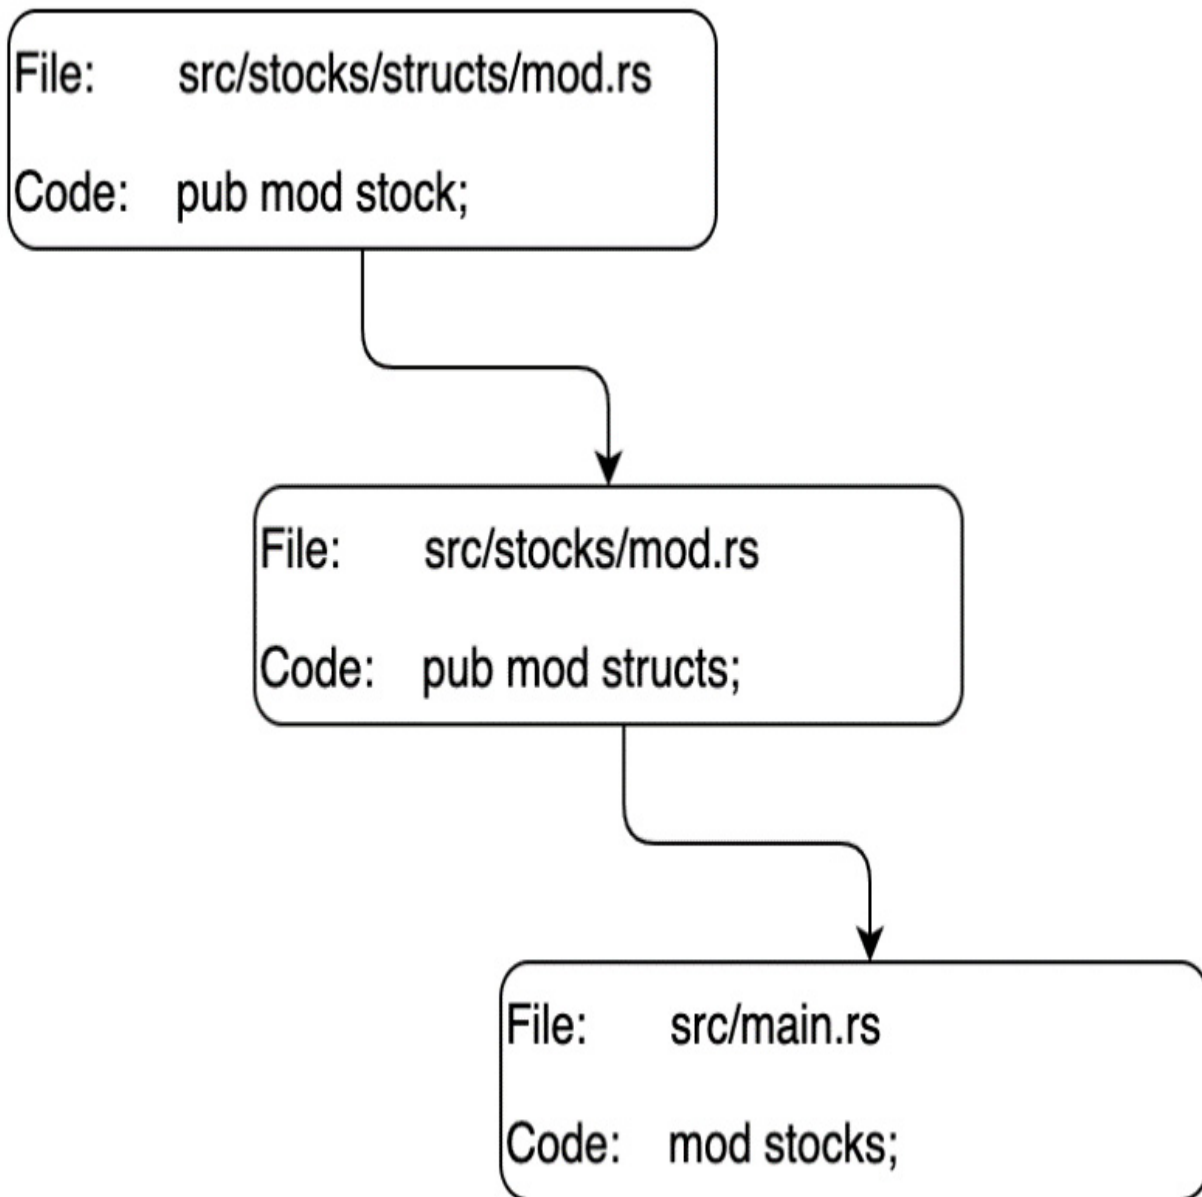 File: src/stocks/structs/mod.rs
Code: pub mod stock;
File: src/stocks/mod.rs
Code: pub mod structs;
File: src/main.rs
Code: mod stocks;